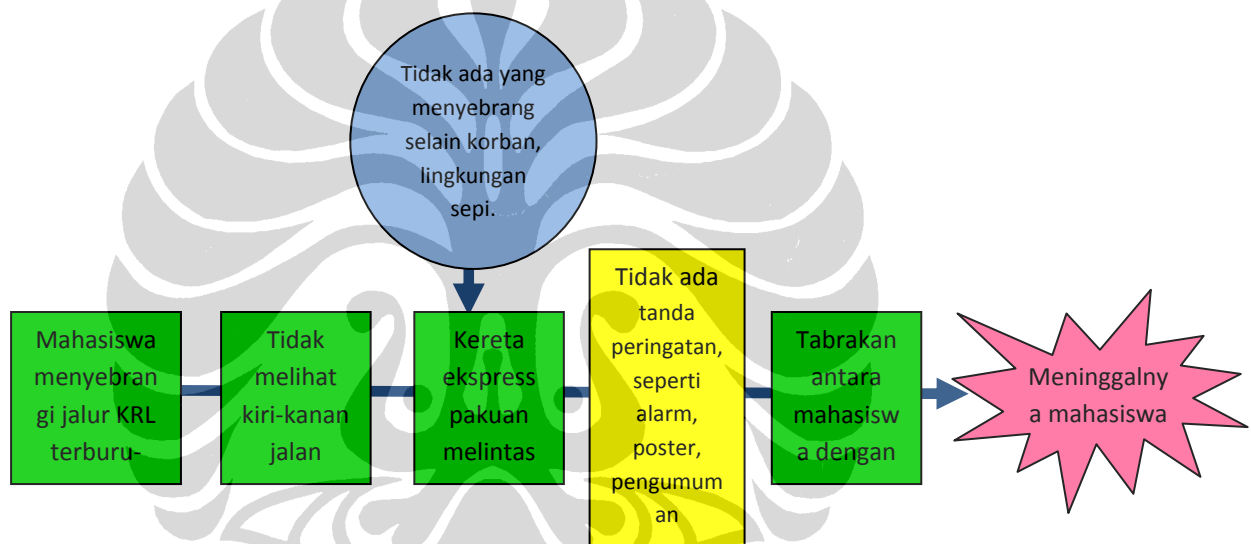 Tidak ada yang
menyebrang
selain korban,
lingkungan
sepi.
Mahasiswa
menyebran
gi jalur KRL
terburu-
Tidak
melihat
kiri-kanan
jalan
Kereta
ekspress
pakuan
melintas
Tidak ada
tanda
peringatan,
seperti
alarm,
poster,
pengumum
an
Tabrakan
antara
mahasisw
a dengan
Meninggalny
a mahasiswa